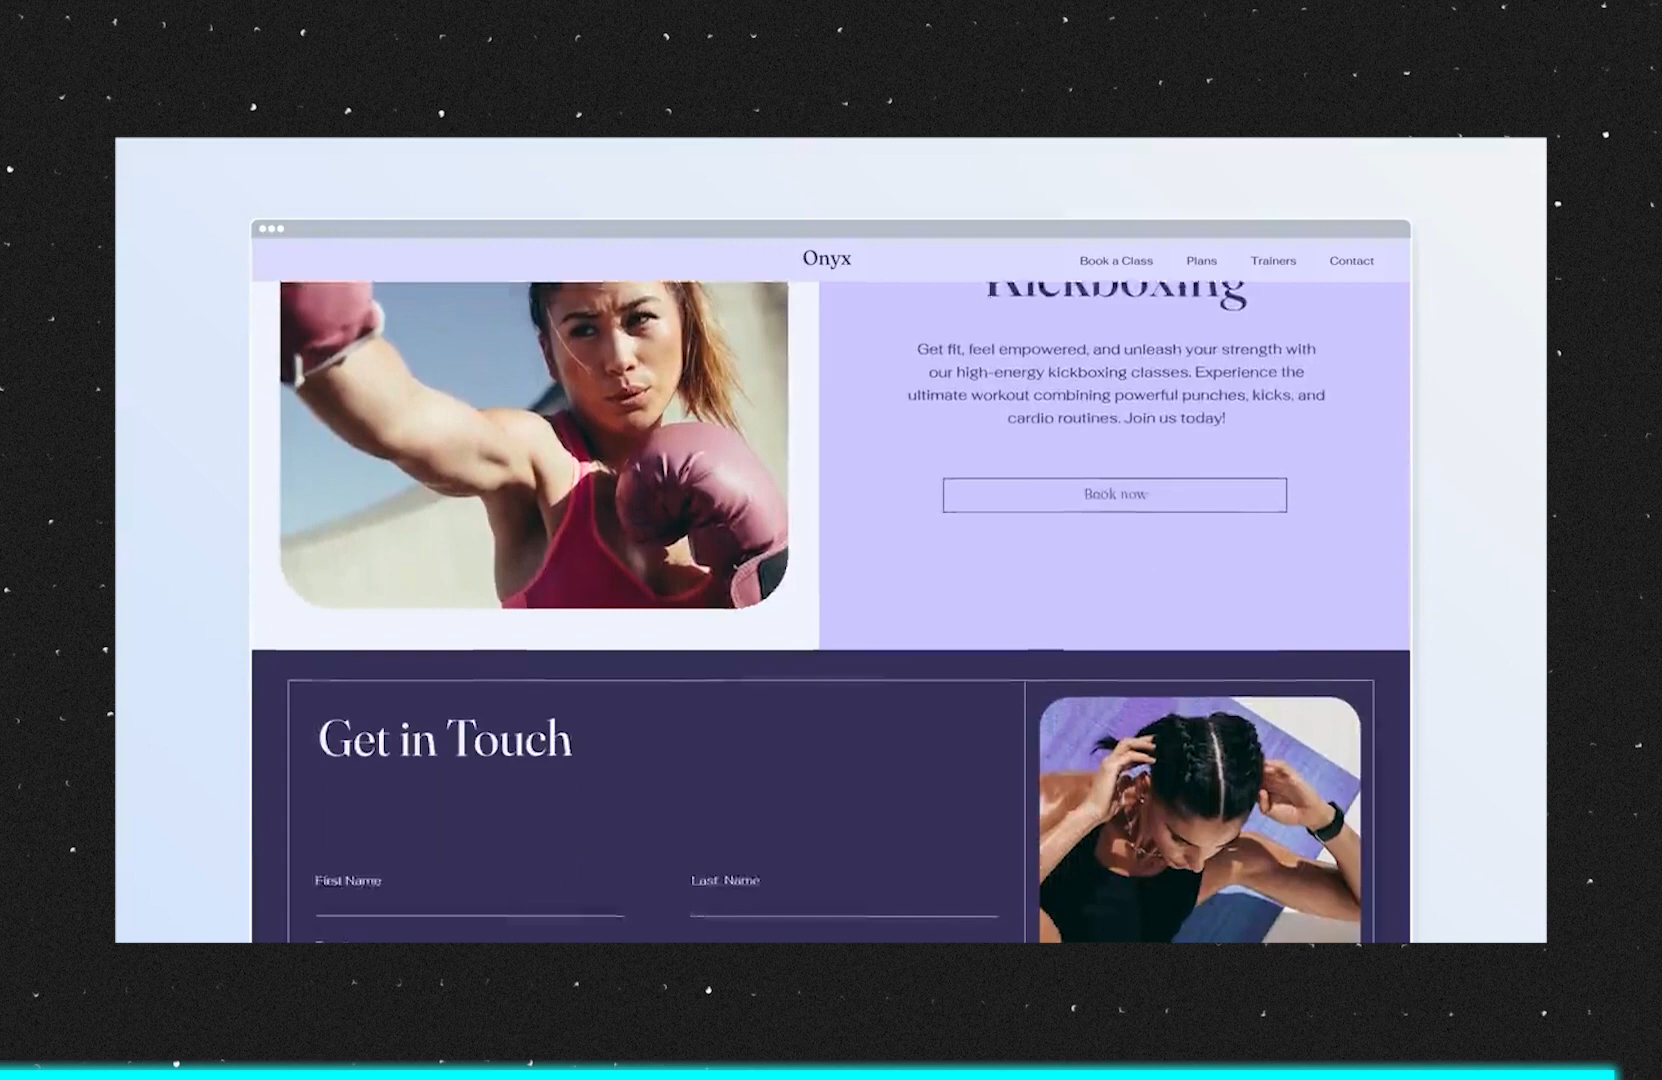 Onyx
Book a Class Plans Trainers Contact
Kickboxing
Get fit, feel empowered, and unleash your strength with
our high-energy kickboxing classes. Experience the
ultimate workout combining powerful punches, kicks, and
cardio routines. Join us today!
Book now
Get in Touch
First Name Last Name